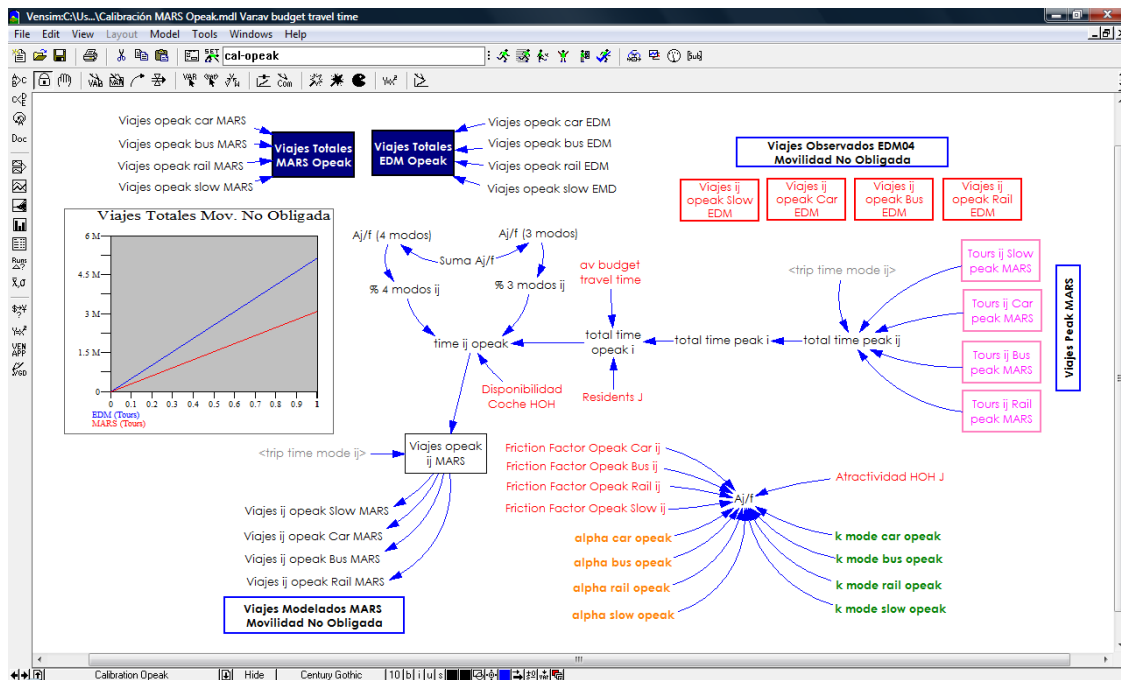 Vensim:C:\Us...\Calibración MARS Opeak.mdl Var:av budget travel time
File Edit View Layout Model Tools Windows Help
cal-opeak
Doc
Viajes opeak car MARS
Viajes opeak bus MARS
Viajes opeak rail MARS
Viajes opeak slow MARS
Viajes Totales
MARS Opeak
Viajes Totales
EDM Opeak
Viajes opeak car EDM
Viajes opeak bus EDM
Viajes opeak rail EDM
Viajes opeak slow EMD
Viajes Observados EDM04
Movilidad No Obligada
Viajes ij
opeak Slow
EDM
Viajes ij
opeak Car
EDM
Viajes ij
opeak Bus
EDM
Viajes ij
opeak Rail
EDM
Viajes Totales Mov. No Obligada
6 M
4.5 M
3 M
1.5 M
0
0 0.1 0.2 0.3 0.4 0.5 0.6 0.7 0.8 0.9 1
EDM (Tours)
MARS (Tours)
Aj/f (4 modos)
Aj/f (3 modos)
Suma Aj/f
% 4 modos ij
% 3 modos ij
av budget
travel time
time ij opeak
total time
opeak i
total time peak i
total time peak ij
<trip time mode ij>
Tours ij Slow
peak MARS
Tours ij Car
peak MARS
Tours ij Bus
peak MARS
Tours ij Rail
peak MARS
Viajes Peak MARS
Disponibilidad
Coche HOH
Residents J
<trip time mode ij>
Viajes opeak
ij MARS
Viajes ij opeak Slow MARS
Viajes ij opeak Car MARS
Viajes ij opeak Bus MARS
Viajes ij opeak Rail MARS
Viajes Modelados MARS
Movilidad No Obligada
Friction Factor Opeak Car ij
Friction Factor Opeak Bus ij
Friction Factor Opeak Rail ij
Friction Factor Opeak Slow ij
Aj/f
Atractividad HOH J
alpha car opeak
alpha bus opeak
alpha rail opeak
alpha slow opeak
k mode car opeak
k mode bus opeak
k mode rail opeak
k mode slow opeak
Calibration Opeak Hide Century Gothic 10 b i u s